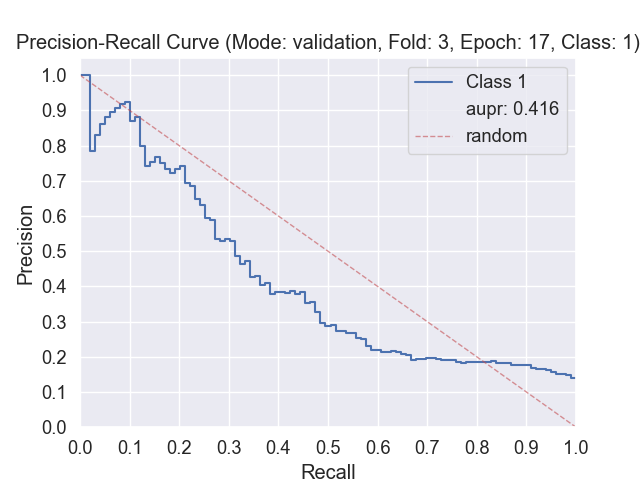 Precision-Recall Curve (Mode: validation, Fold: 3, Epoch: 17, Class: 1)
Class 1
aupr: 0.416
random
Precision
1.0
0.9
0.8
0.7
0.6
0.5
0.4
0.3
0.2
0.1
0.0
0.0 0.1 0.2 0.3 0.4 0.5 0.6 0.7 0.8 0.9 1.0
Recall